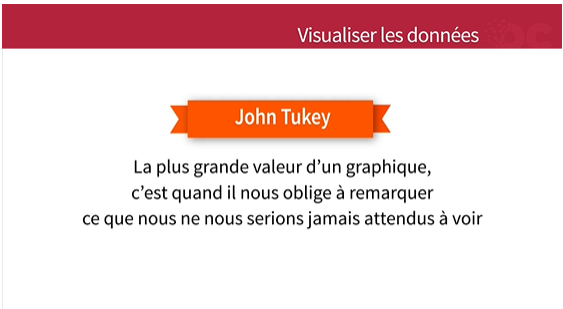 Visualiser les données
John Tukey
La plus grande valeur d’un graphique,
c’est quand il nous oblige à remarquer
ce que nous ne nous serions jamais attendus à voir